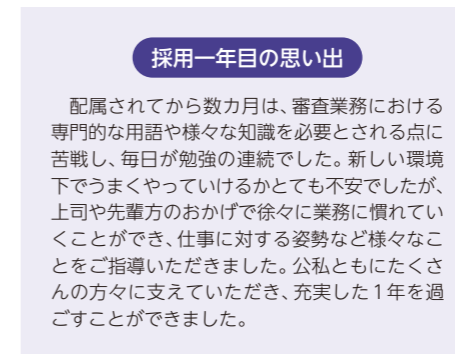 採用一年目の思い出
配属されてから数カ月は、審査業務における
専門的な用語や様々な知識を必要とされる点に
苦戦し、毎日が勉強の連続でした。新しい環境
下でうまくやっていけるかとても不安でしたが、
上司や先輩方のおかげで徐々に業務に慣れてい
くことができ、仕事に対する姿勢など様々なこ
とをご指導いただきました。公私ともにたくさ
んの方々に支えていただき、充実した1年を過
ごすことができました。